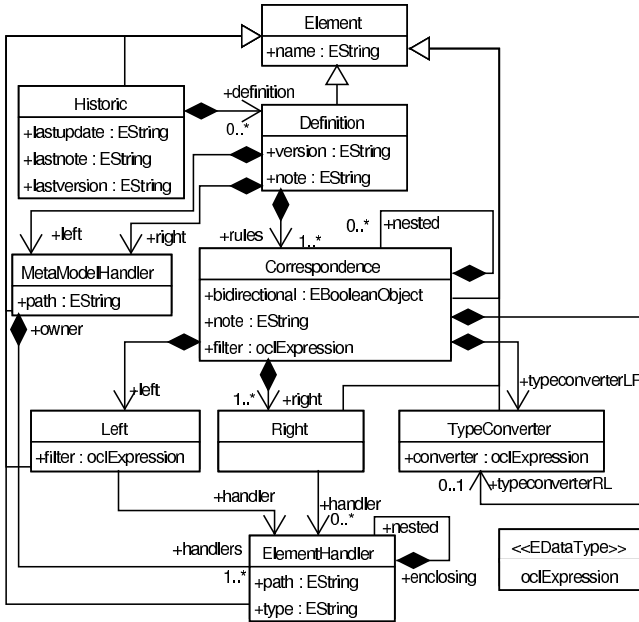 Element
+name : EString
Historic
+lastupdate : EString
+lastnote : EString
+lastversion : EString
+definition
0..*
Definition
+version : EString
+note : EString
+left
+right
+rules
1..*
0..*
+nested
MetaModelHandler
+path : EString
+owner
Correspondence
+bidirectional : EBooleanObject
+note : EString
+filter : oclExpression
+left
1..*
+right
+typeconverterLR
Left
+filter : oclExpression
Right
TypeConverter
+converter : oclExpression
0..1
+typeconverterRL
+handler
+handler
0..*
+nested
+handlers
1..*
ElementHandler
+path : EString
+type : EString
+enclosing
<<EDataType>>
oclExpression